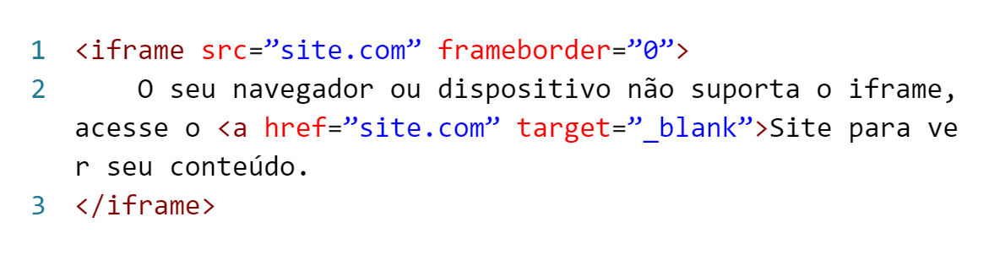 1 <iframe src=”site.com” frameborder=”0”>
2 O seu navegador ou dispositivo não suporta o iframe,
acesse o <a href=”site.com” target=”_blank”>Site para ve
r seu conteúdo.
3 </iframe>